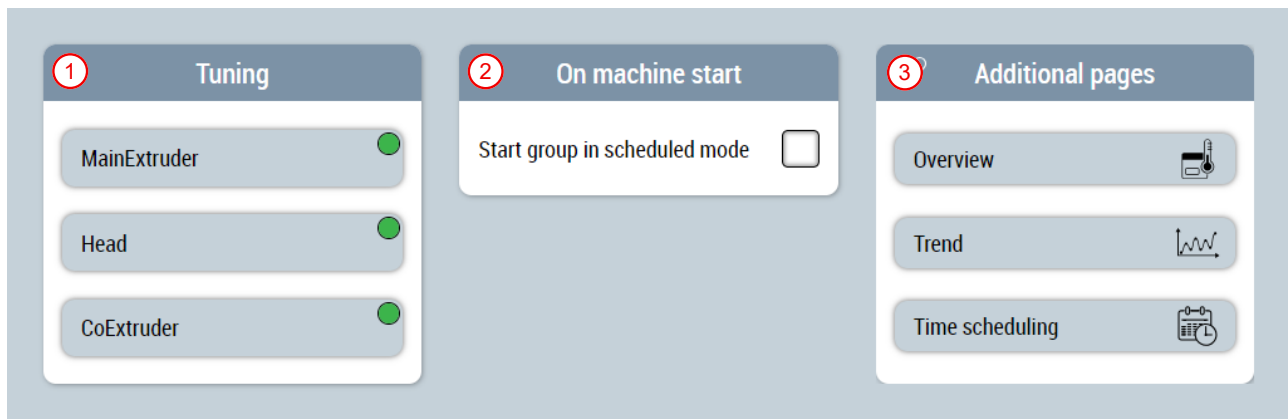 1 Tuning
MainExtruder
Head
CoExtruder
2 On machine start
Start group in scheduled mode
3 Additional pages
Overview
Trend
Time scheduling